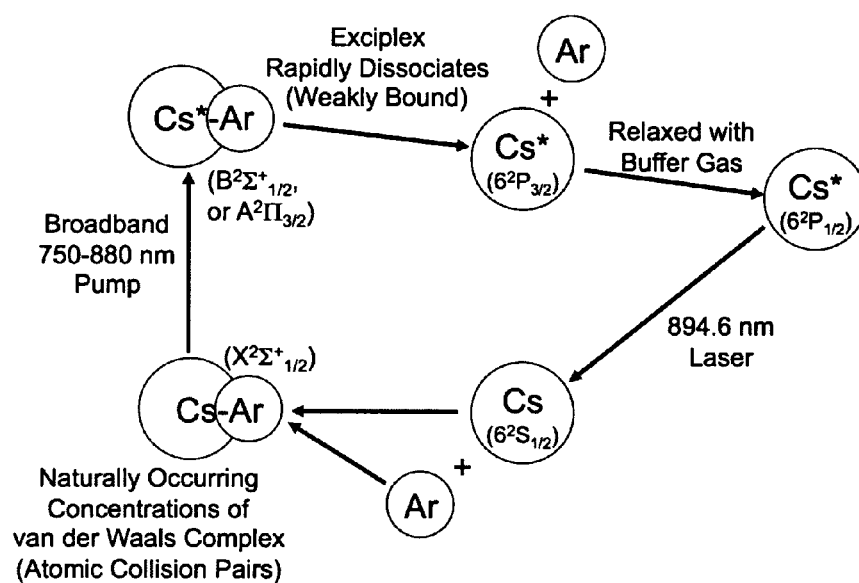 Exciplex
Rapidly Dissociates
(Weakly Bound)
Ar
+
Cs*-Ar
(B²Σ⁺₁/₂,
or A²Π₃/₂)
Cs*
(6²P₃/₂)
Relaxed with
Buffer Gas
Cs*
(6²P₁/₂)
Broadband
750-880 nm
Pump
894.6 nm
Laser
(X²Σ⁺₁/₂)
Cs-Ar
Cs
(6²S₁/₂)
+
Ar
Naturally Occurring
Concentrations of
van der Waals Complex
(Atomic Collision Pairs)